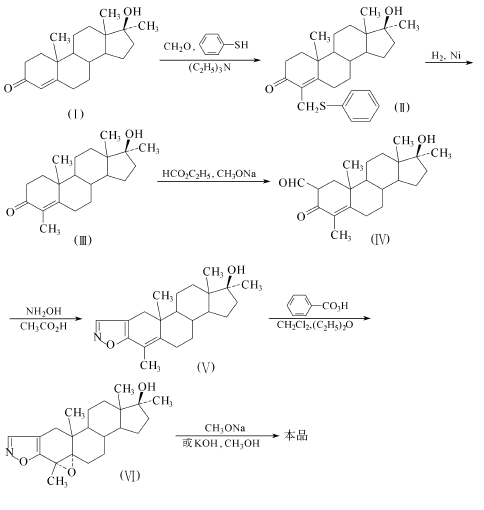 CH₃ OH
CH₃
CH₃
O
(Ⅰ)
CH₂O, SH
(C₂H₅)₃N
CH₃ OH
CH₃
CH₃
O
CH₂S
(Ⅱ)
H₂, Ni
CH₃ OH
CH₃
CH₃
O
CH₃
(Ⅲ)
HCO₂C₂H₅, CH₃ONa
CH₃ OH
CH₃
CH₃
OHC
O
CH₃
(Ⅳ)
NH₂OH
CH₃CO₂H
CH₃ OH
CH₃
CH₃
N
O
CH₃
(Ⅴ)
CO₃H
CH₂Cl₂,(C₂H₅)₂O
CH₃ OH
CH₃
CH₃
N
O
CH₃ O
(Ⅵ)
CH₃ONa
或KOH, CH₃OH
本品